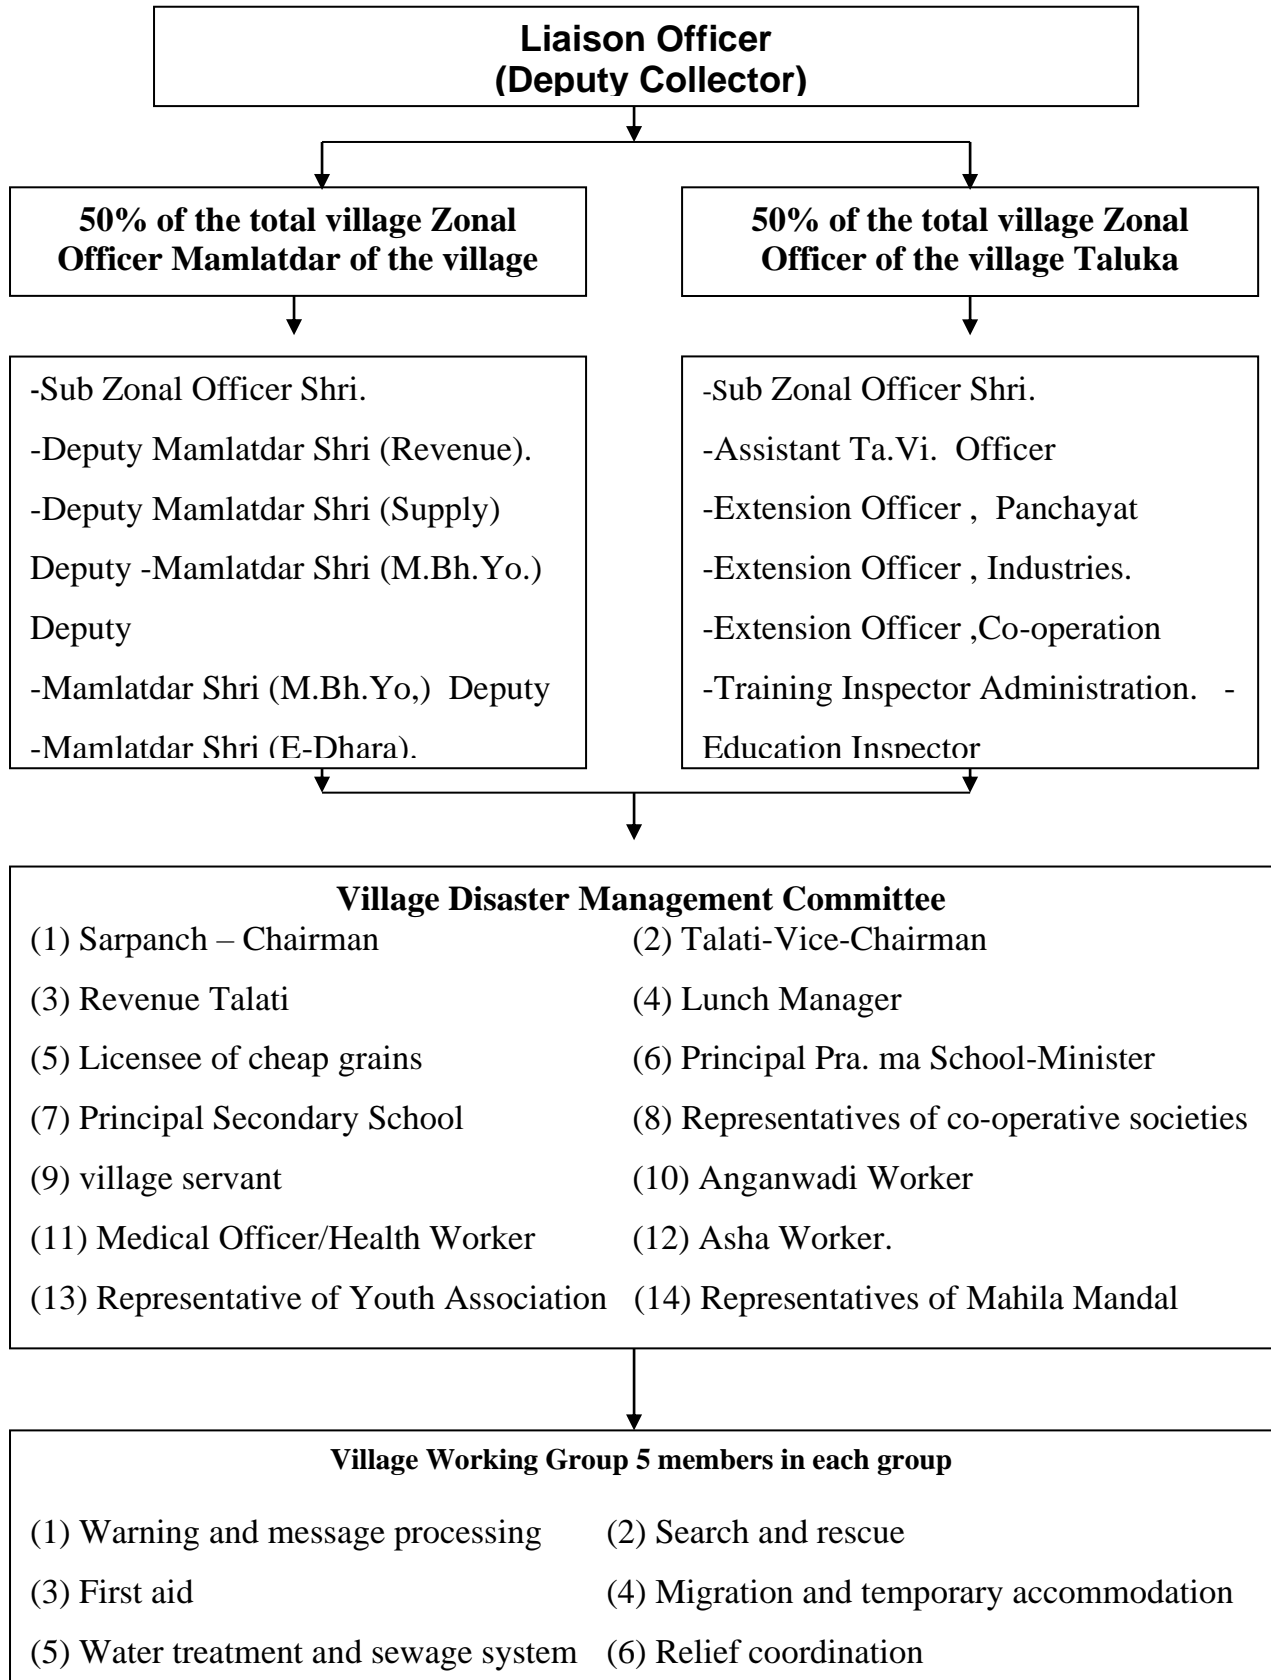 Liaison Officer
(Deputy Collector)
50% of the total village Zonal
Officer Mamlatdar of the village
50% of the total village Zonal
Officer of the village Taluka
-Sub Zonal Officer Shri.
-Deputy Mamlatdar Shri (Revenue).
-Deputy Mamlatdar Shri (Supply)
Deputy -Mamlatdar Shri (M.Bh.Yo.)
Deputy
-Mamlatdar Shri (M.Bh.Yo,) Deputy
-Mamlatdar Shri (E-Dhara).
-Sub Zonal Officer Shri.
-Assistant Ta.Vi. Officer
-Extension Officer , Panchayat
-Extension Officer , Industries.
-Extension Officer ,Co-operation
-Training Inspector Administration. -
Education Inspector
Village Disaster Management Committee
(1) Sarpanch – Chairman (2) Talati-Vice-Chairman
(3) Revenue Talati (4) Lunch Manager
(5) Licensee of cheap grains (6) Principal Pra. ma School-Minister
(7) Principal Secondary School (8) Representatives of co-operative societies
(9) village servant (10) Anganwadi Worker
(11) Medical Officer/Health Worker (12) Asha Worker.
(13) Representative of Youth Association (14) Representatives of Mahila Mandal
Village Working Group 5 members in each group
(1) Warning and message processing (2) Search and rescue
(3) First aid (4) Migration and temporary accommodation
(5) Water treatment and sewage system (6) Relief coordination